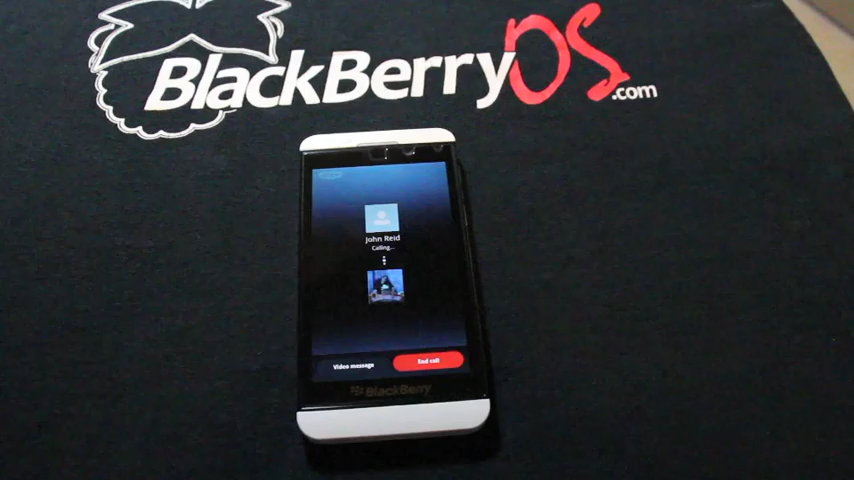 BlackBerryOS.com
John Reid
Calling...
Video message
End call
BlackBerry